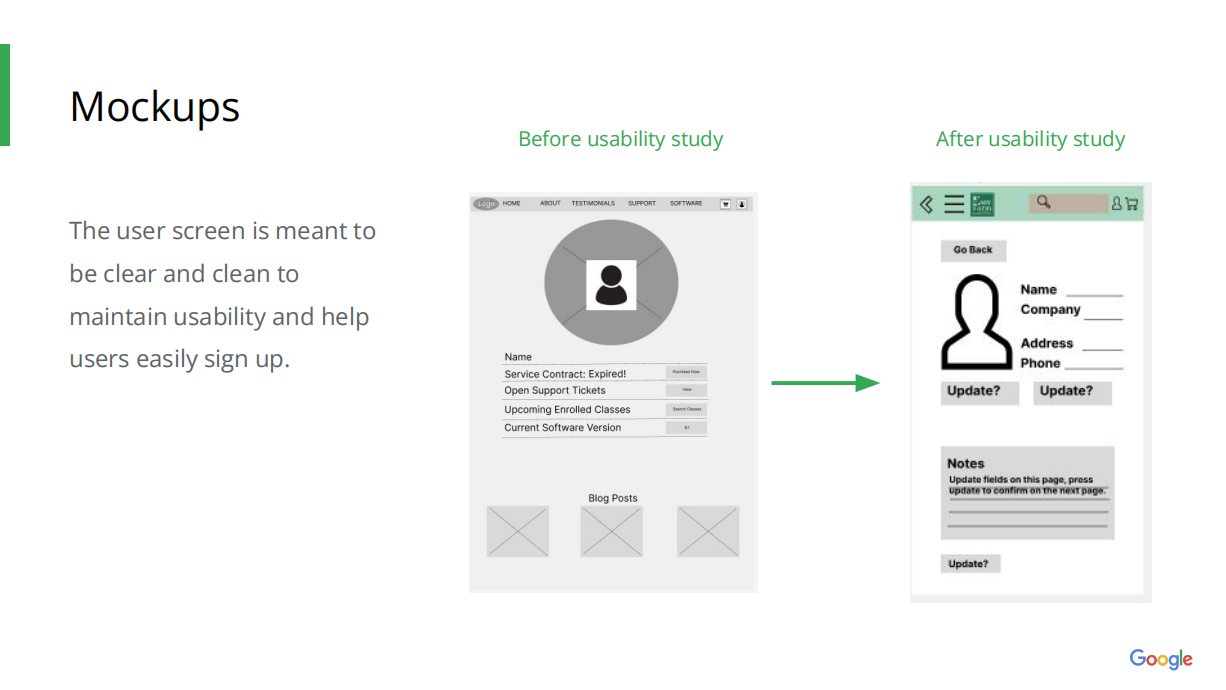 Mockups
The user screen is meant to
be clear and clean to
maintain usability and help
users easily sign up.
Before usability study
Logo HOME ABOUT TESTIMONIALS SUPPORT SOFTWARE
Name
Service Contract: Expired! Purchase Now
Open Support Tickets View
Upcoming Enrolled Classes Search Classes
Current Software Version
Blog Posts
After usability study
Go Back
Name
Company
Address
Phone
Update? Update?
Notes
Update fields on this page, press
update to confirm on the next page.
Update?
Google